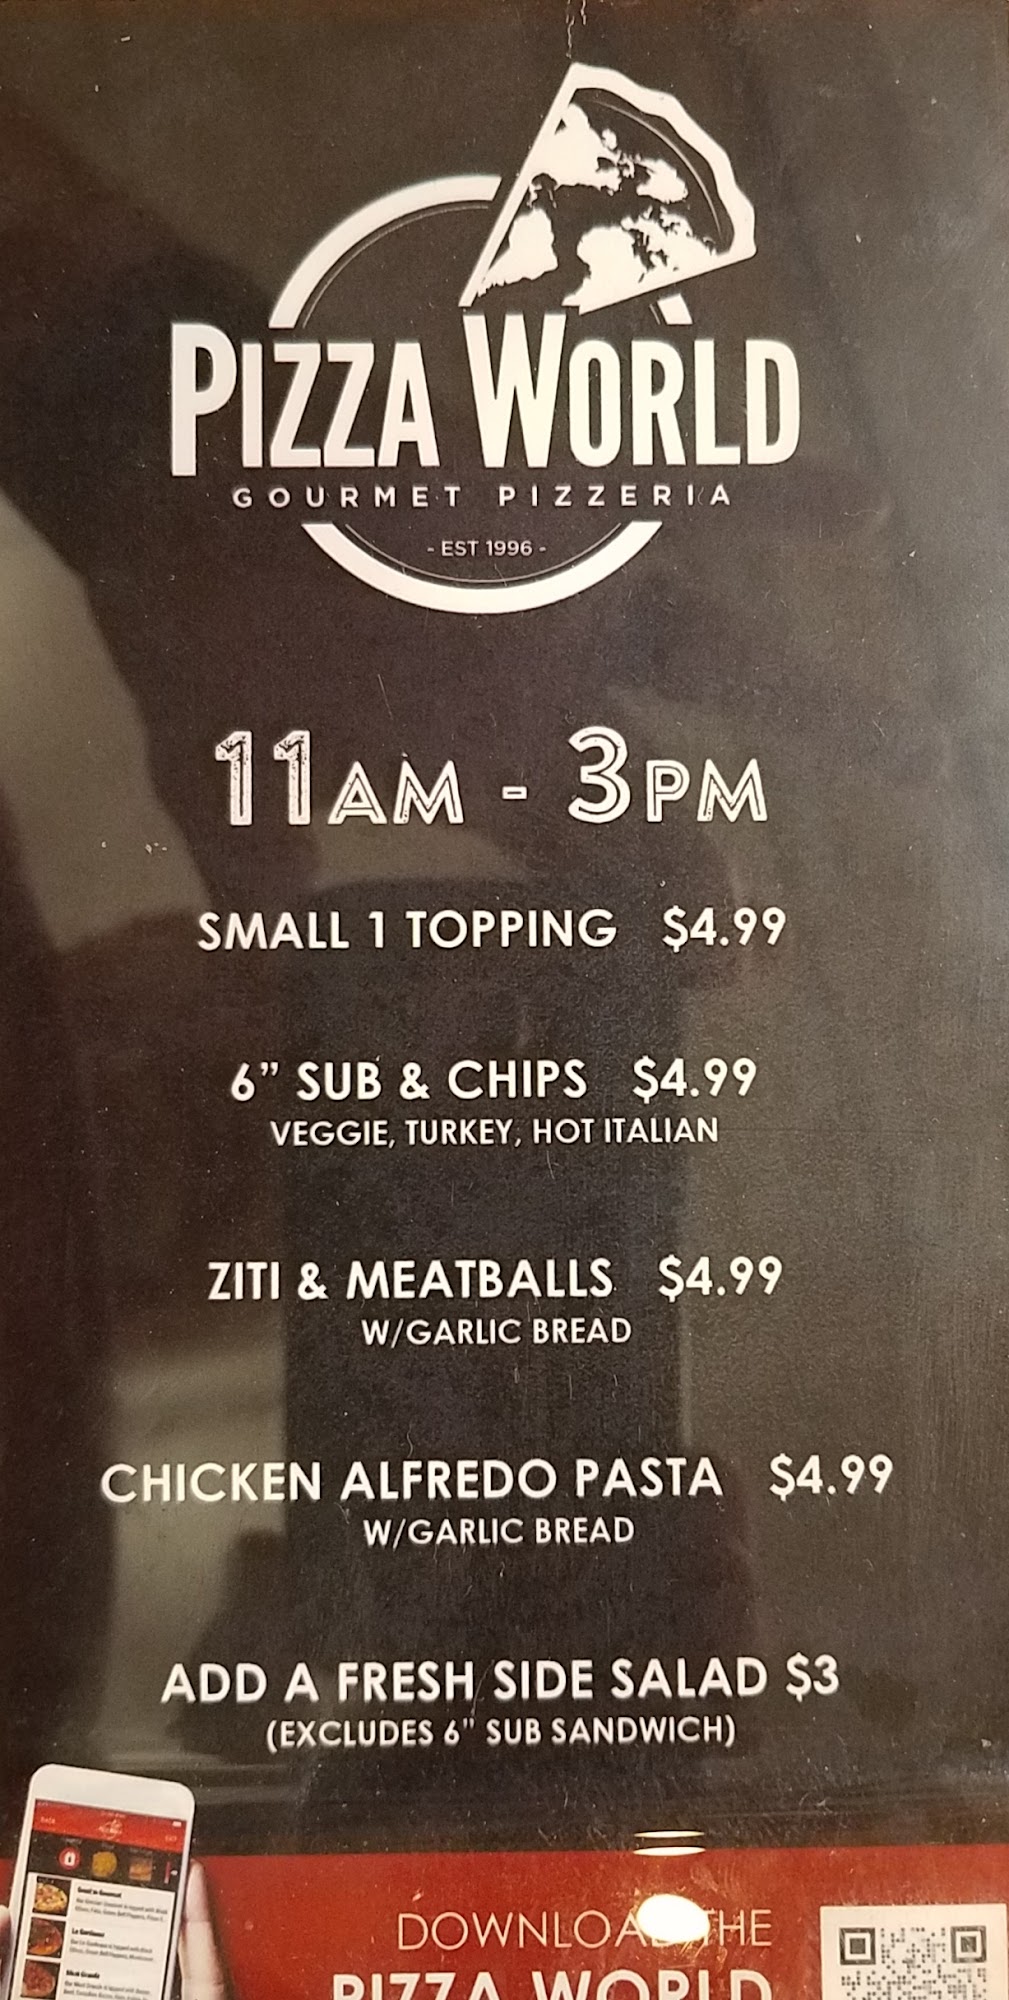 PIZZA WORLD
GOURMET PIZZERIA
- EST 1996 -
11AM - 3PM
SMALL 1 TOPPING $4.99
6" SUB & CHIPS $4.99
VEGGIE, TURKEY, HOT ITALIAN
ZITI & MEATBALLS $4.99
W/GARLIC BREAD
CHICKEN ALFREDO PASTA $4.99
W/GARLIC BREAD
ADD A FRESH SIDE SALAD $3
(EXCLUDES 6" SUB SANDWICH)
DOWNLOAD THE
PIZZA WORLD